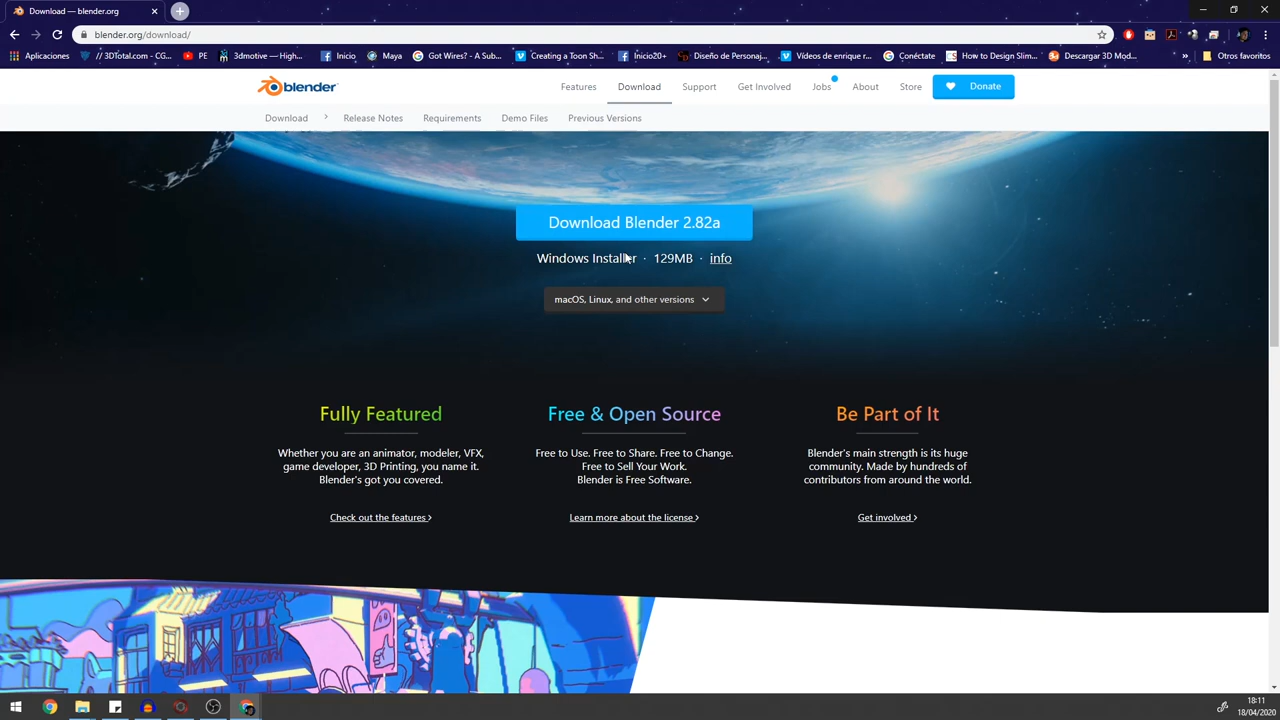 Download — blender.org
blender.org/download/
Aplicaciones
// 3DTotal.com - CG...
PE
3dmotive — High...
Inicio
Maya
Got Wires? - A Sub...
Creating a Toon Sh...
Inicio20+
Diseño de Personaj...
Vídeos de enrique r...
Conéctate
How to Design Slim...
Descargar 3D Mod...
»
Otros favoritos
blender
Features
Download
Support
Get Involved
Jobs
About
Store
Donate
Download
Release Notes
Requirements
Demo Files
Previous Versions
Download Blender 2.82a
Windows Installer · 129MB · info
macOS, Linux, and other versions
Fully Featured
Whether you are an animator, modeler, VFX,
game developer, 3D Printing, you name it.
Blender's got you covered.
Check out the features
Free & Open Source
Free to Use. Free to Share. Free to Change.
Free to Sell Your Work.
Blender is Free Software.
Learn more about the license
Be Part of It
Blender's main strength is its huge
community. Made by hundreds of
contributors from around the world.
Get involved
18:11
18/04/2020